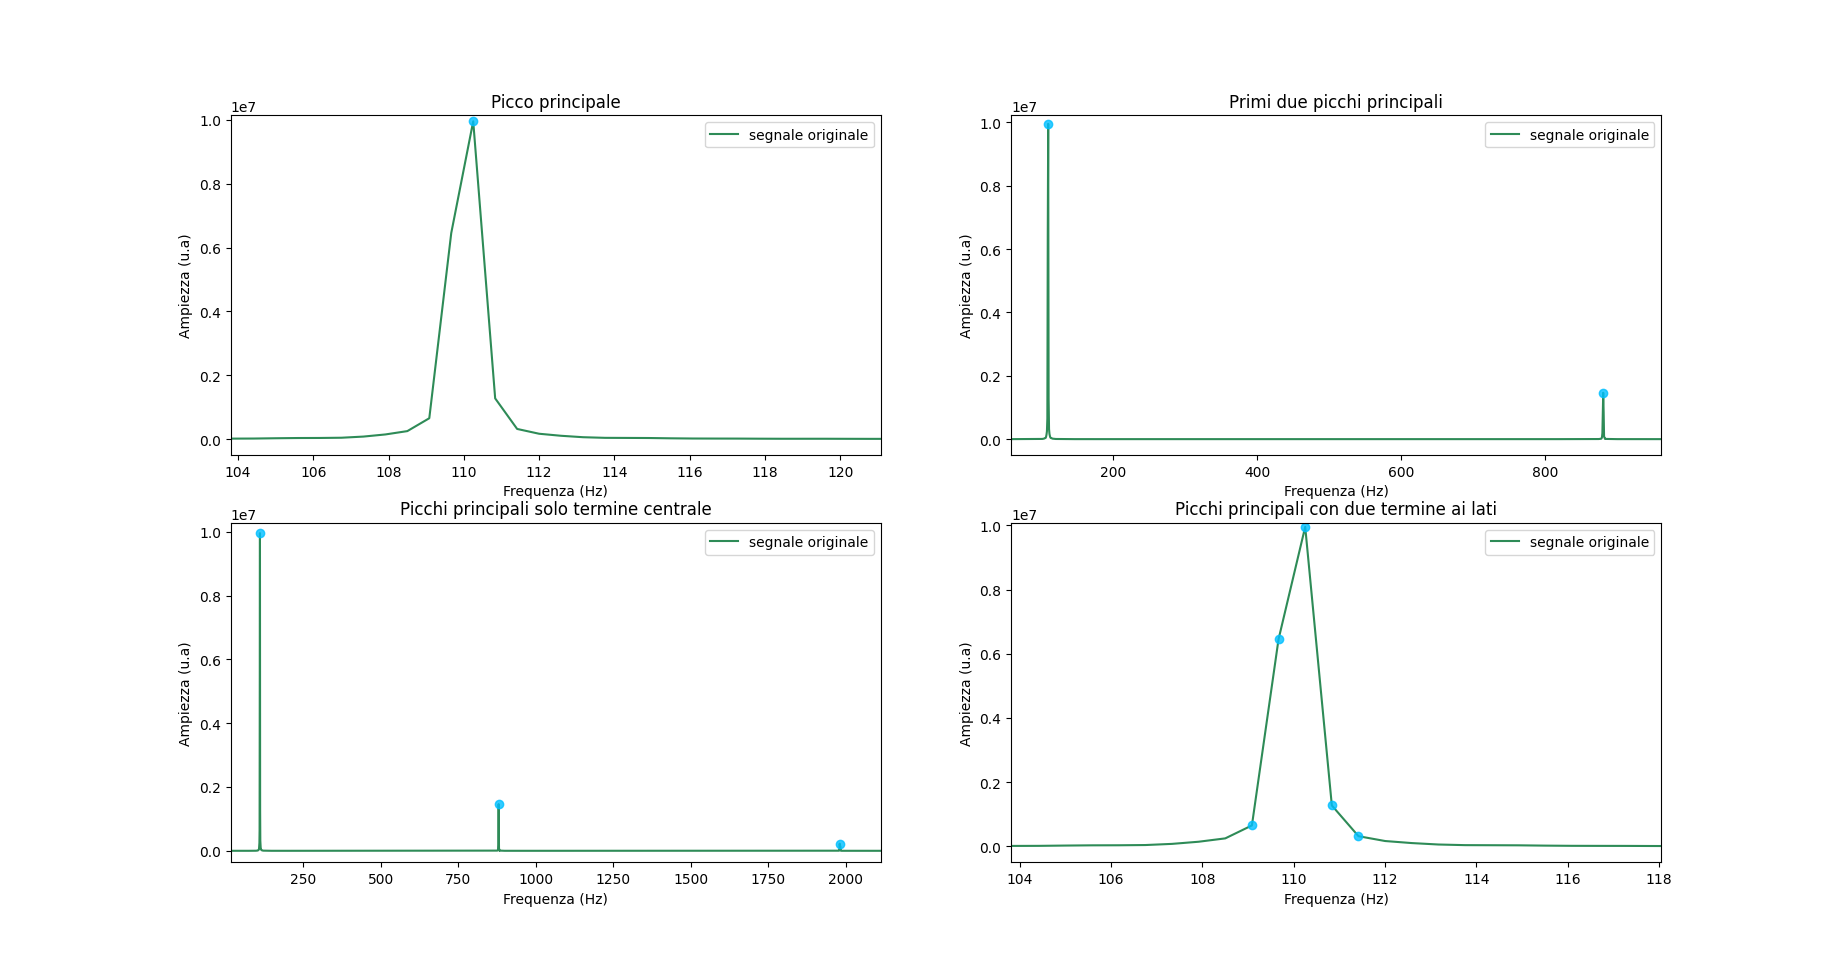 Picco principale
1e7
segnale originale
Ampiezza (u.a)
1.0
0.8
0.6
0.4
0.2
0.0
104 106 108 110 112 114 116 118 120
Frequenza (Hz)
Primi due picchi principali
1e7
segnale originale
Ampiezza (u.a)
1.0
0.8
0.6
0.4
0.2
0.0
200 400 600 800
Frequenza (Hz)
Picchi principali solo termine centrale
1e7
segnale originale
Ampiezza (u.a)
1.0
0.8
0.6
0.4
0.2
0.0
250 500 750 1000 1250 1500 1750 2000
Frequenza (Hz)
Picchi principali con due termine ai lati
1e7
segnale originale
Ampiezza (u.a)
1.0
0.8
0.6
0.4
0.2
0.0
104 106 108 110 112 114 116 118
Frequenza (Hz)